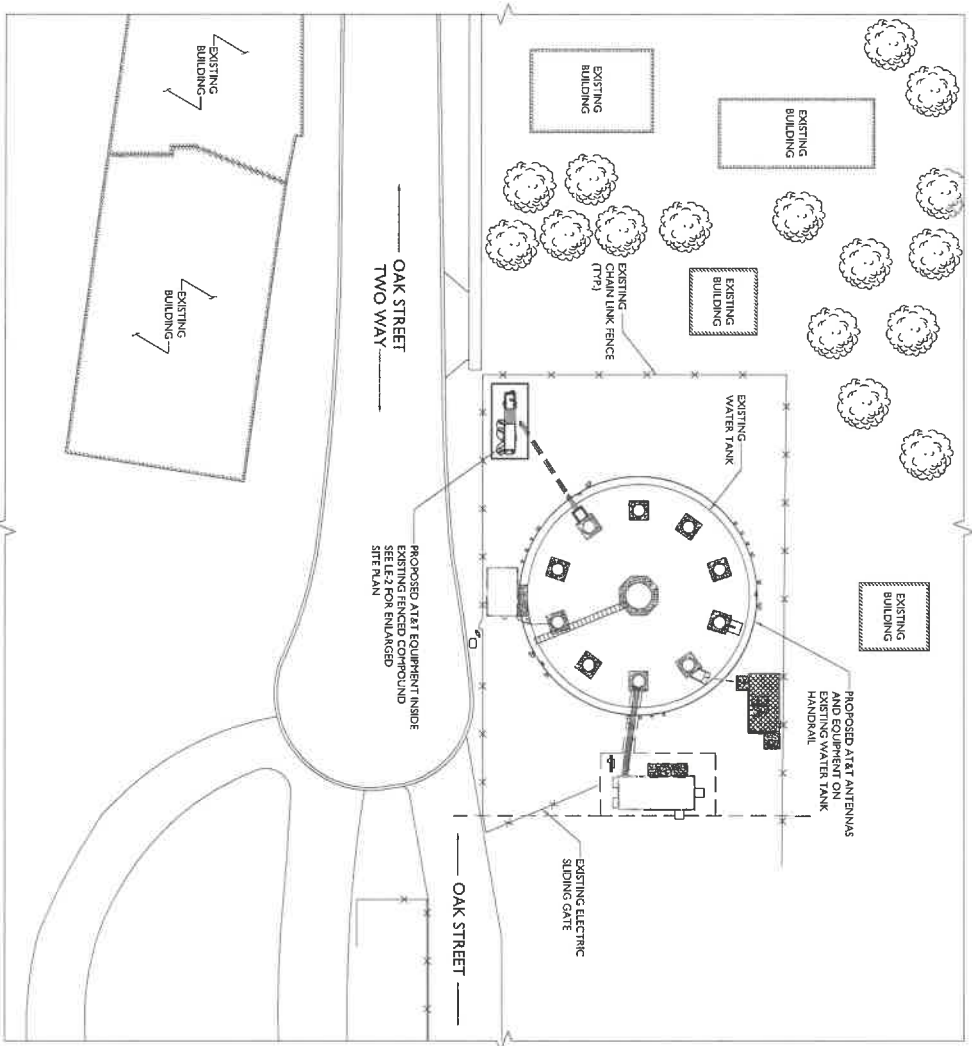 EXISTING
BUILDING
EXISTING
BUILDING
EXISTING
BUILDING
EXISTING
BUILDING
PROPOSED AT&T ANTENNAS
AND EQUIPMENT ON
EXISTING WATER TANK
HANDRAIL
EXISTING
WATER TANK
EXISTING
CHAIN LINK FENCE
(TYP.)
EXISTING ELECTRIC
SLIDING GATE
OAK STREET
TWO WAY
PROPOSED AT&T EQUIPMENT INSIDE
EXISTING FENCED COMPOUND
SEE LE-2 FOR ENLARGED
SITE PLAN
OAK STREET
EXISTING
BUILDING
EXISTING
BUILDING